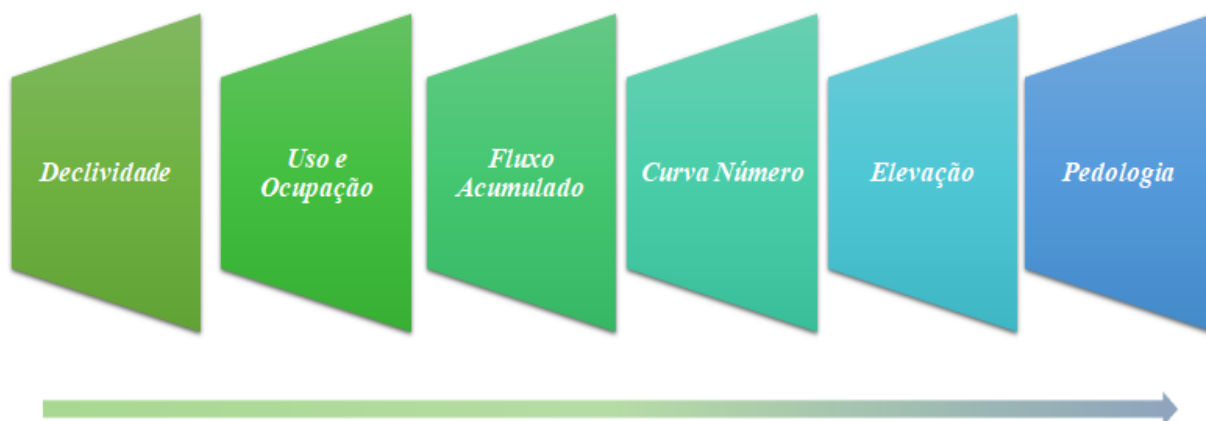 Declividade
Uso e
Ocupação
Fluxo
Acumulado
Curva Número
Elevação
Pedologia